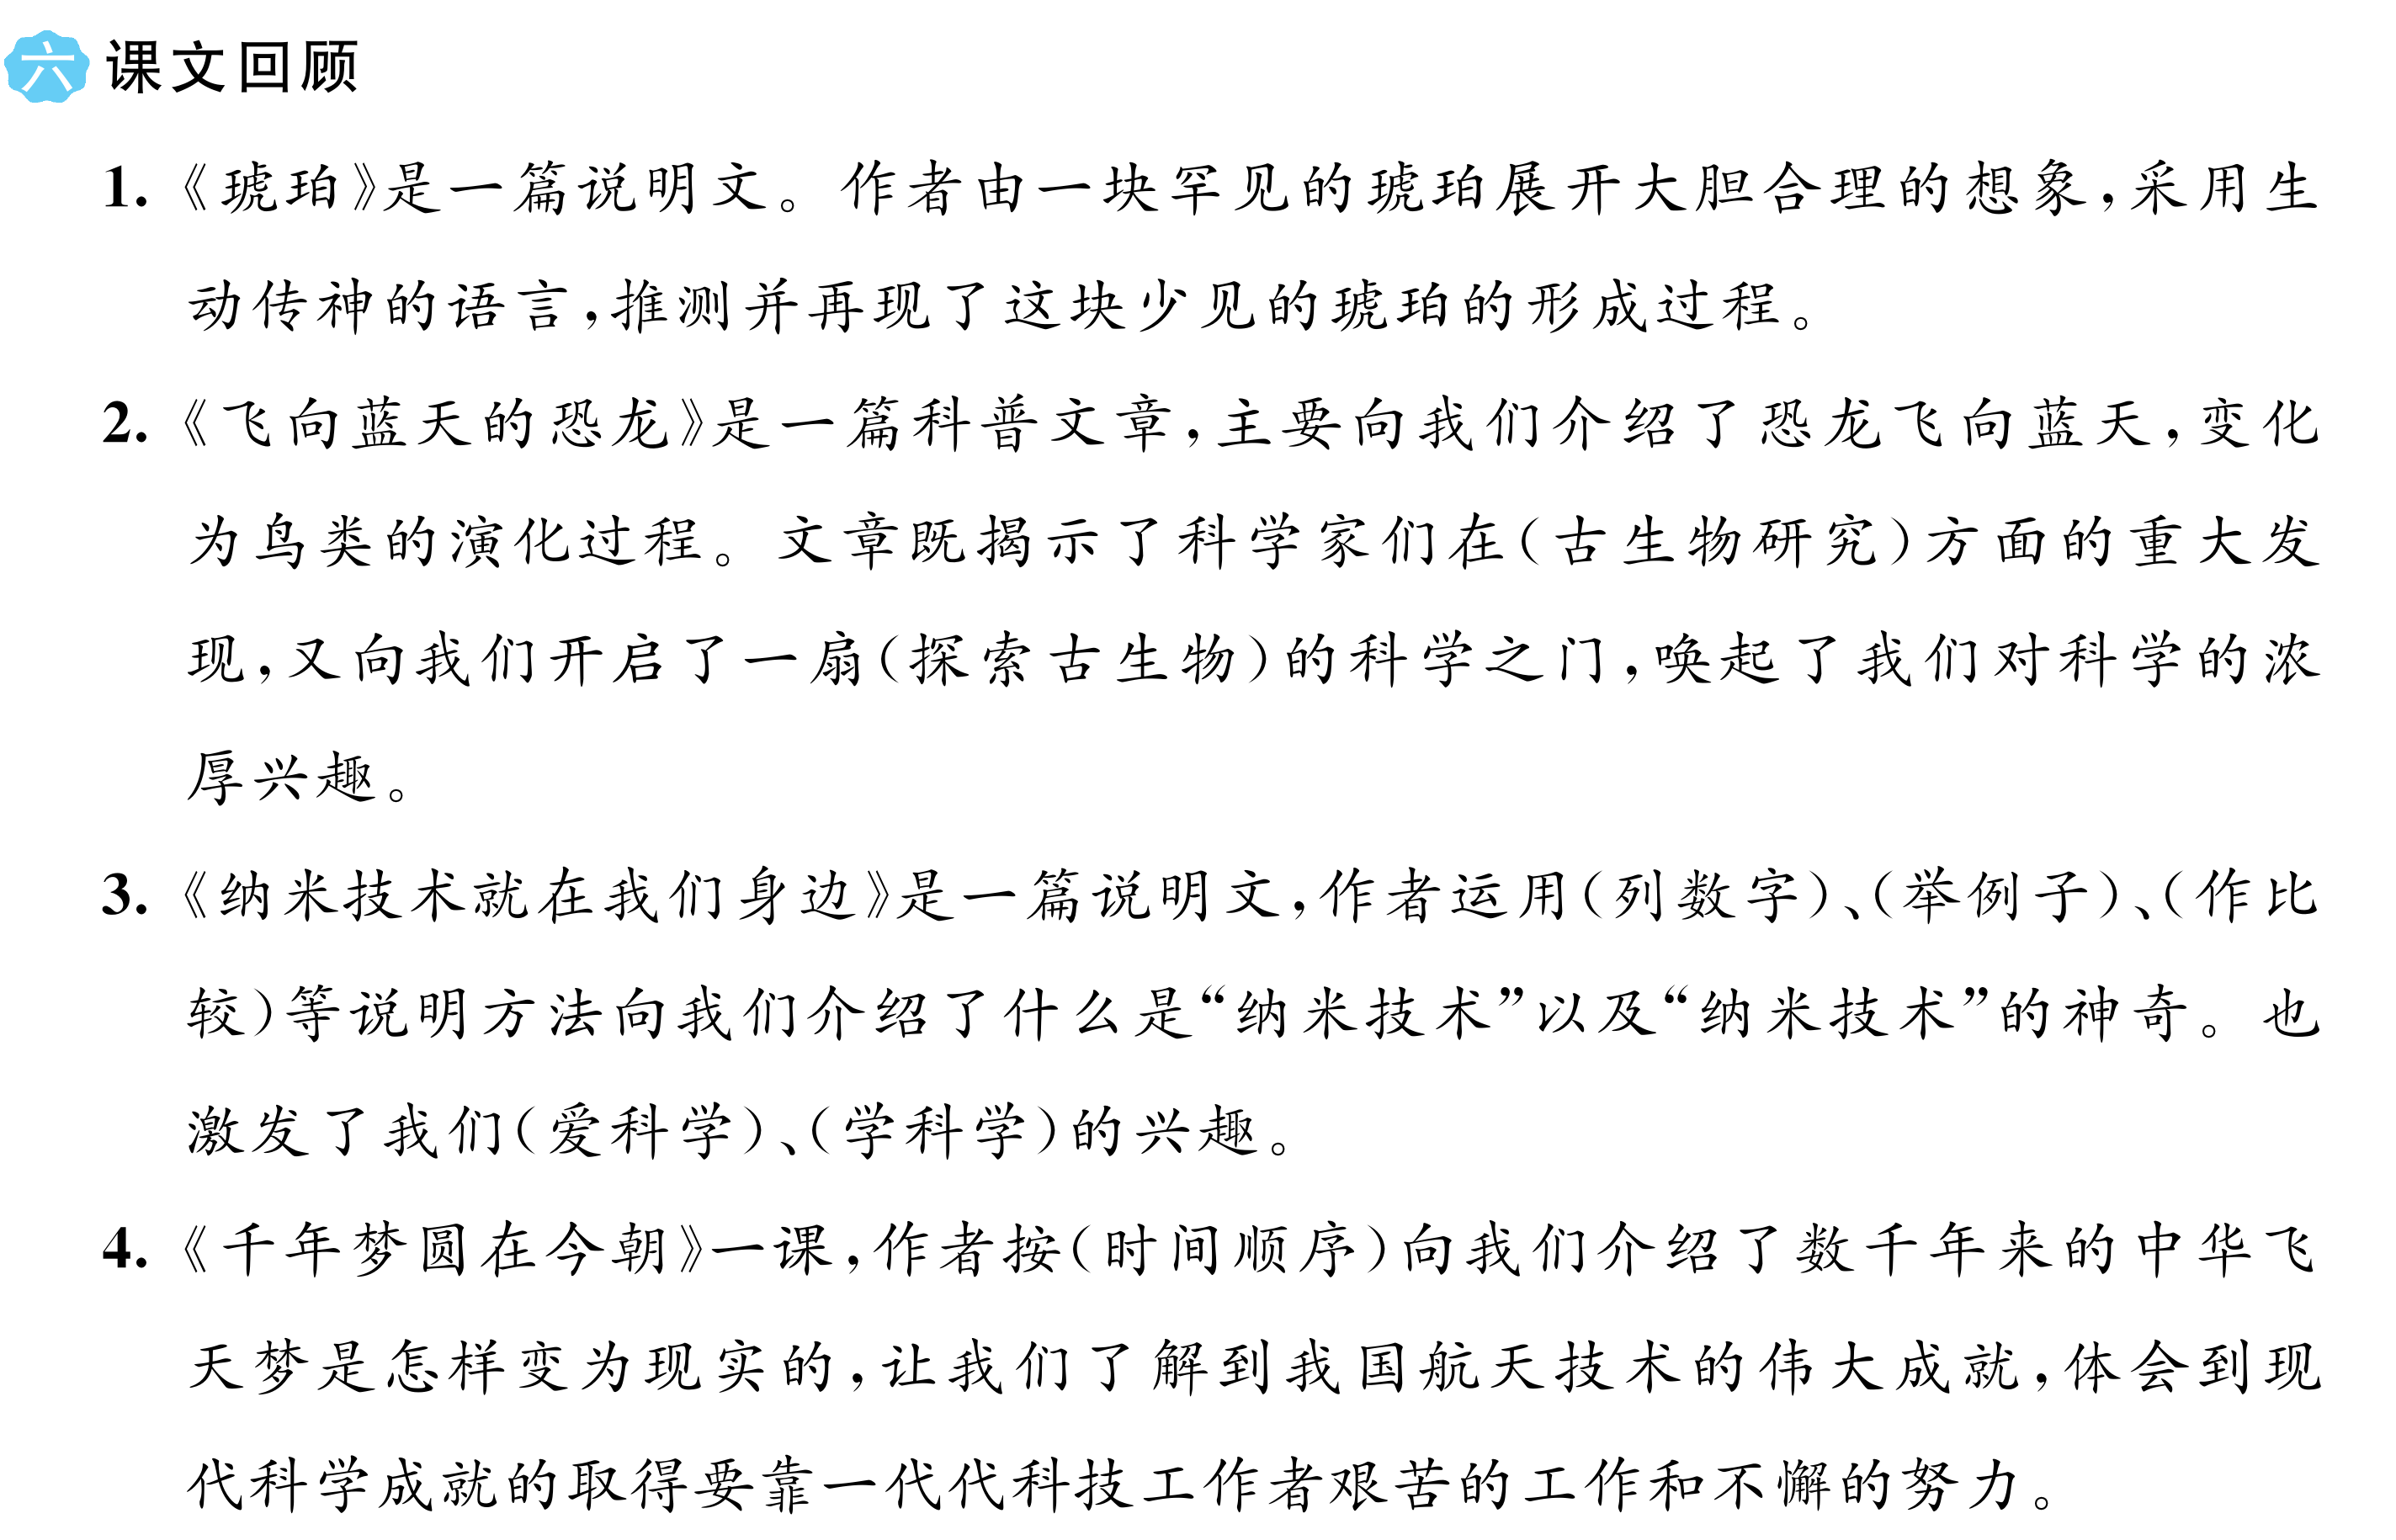 六 课文回顾
1.《琥珀》是一篇说明文。作者由一块罕见的琥珀展开大胆合理的想象,采用生
动传神的语言,推测并再现了这块少见的琥珀的形成过程。
2.《飞向蓝天的恐龙》是一篇科普文章,主要向我们介绍了恐龙飞向蓝天,变化
为鸟类的演化过程。文章既揭示了科学家们在(古生物研究)方面的重大发
现,又向我们开启了一扇(探索古生物)的科学之门,唤起了我们对科学的浓
厚兴趣。
3.《纳米技术就在我们身边》是一篇说明文,作者运用(列数字)、(举例子)、(作比
较)等说明方法向我们介绍了什么是“纳米技术”以及“纳米技术”的神奇。也
激发了我们(爱科学)、(学科学)的兴趣。
4.《千年梦圆在今朝》一课,作者按(时间顺序)向我们介绍了数千年来的中华飞
天梦是怎样变为现实的,让我们了解到我国航天技术的伟大成就,体会到现
代科学成就的取得要靠一代代科技工作者艰苦的工作和不懈的努力。